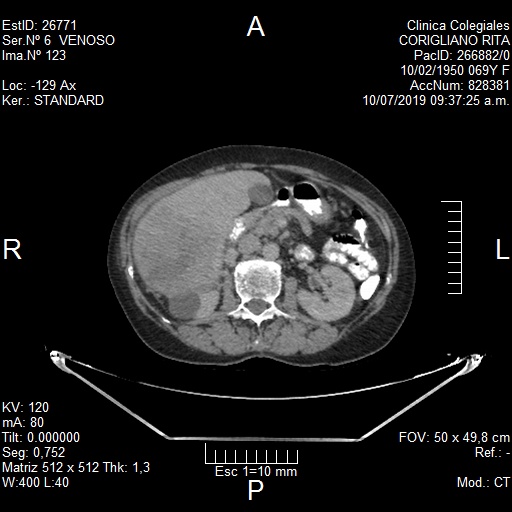 EstID: 26771
Ser.Nº 6 VENOSO
Ima.Nº 123
Loc: -129 Ax
Ker.: STANDARD
A
Clinica Colegiales
CORIGLIANO RITA
PacID: 266882/0
10/02/1950 069Y F
AccNum: 828381
10/07/2019 09:37:25 a.m.
R
L
KV: 120
mA: 80
Tilt: 0.000000
Seg: 0,752
Matriz 512 x 512 Thk: 1,3
W:400 L:40
Esc 1=10 mm
P
FOV: 50 x 49,8 cm
Ref.: -
Mod.: CT